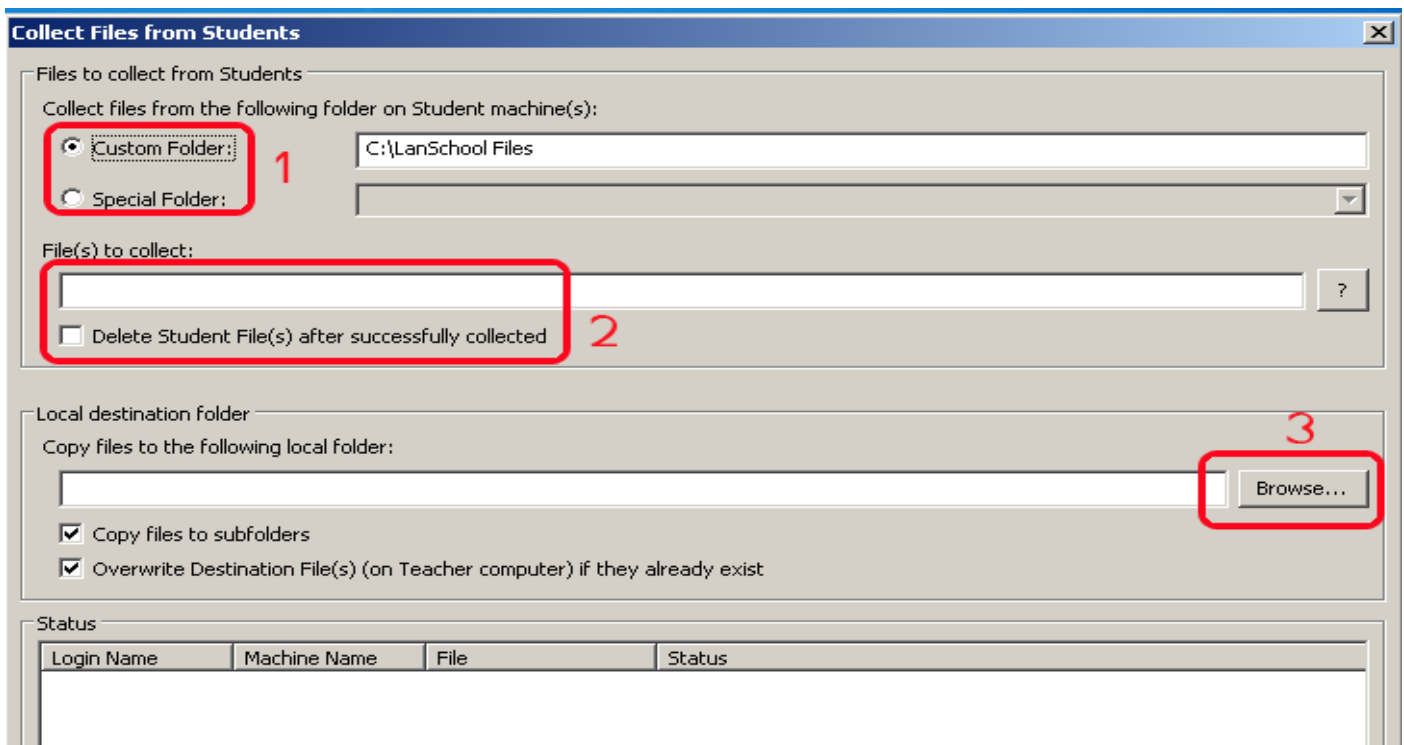 Collect Files from Students
Files to collect from Students
Collect files from the following folder on Student machine(s):
Custom Folder: 1 C:\LanSchool Files
Special Folder:
File(s) to collect:
?
Delete Student File(s) after successfully collected 2
Local destination folder
3
Copy files to the following local folder:
Browse...
Copy files to subfolders
Overwrite Destination File(s) (on Teacher computer) if they already exist
Status
Login Name Machine Name File Status